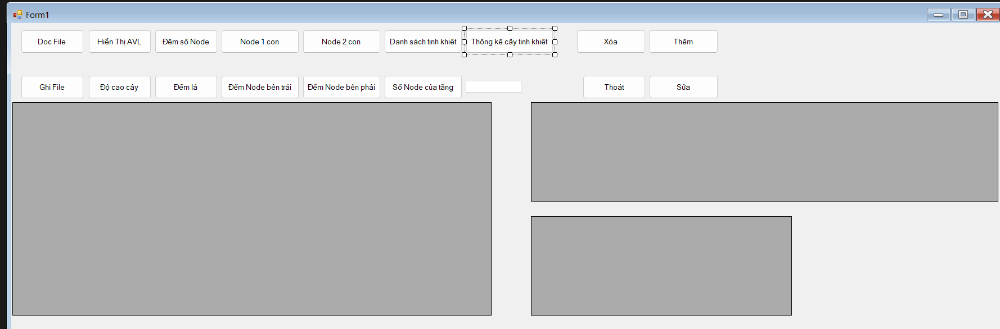 Form1
Doc File
Hiển Thị AVL
Đếm số Node
Node 1 con
Node 2 con
Danh sách tinh khiết
Thống kê cây tinh khiết
Xóa
Thêm
Ghi File
Độ cao cây
Đếm lá
Đếm Node bên trái
Đếm Node bên phải
Số Node của tầng
Thoát
Sửa